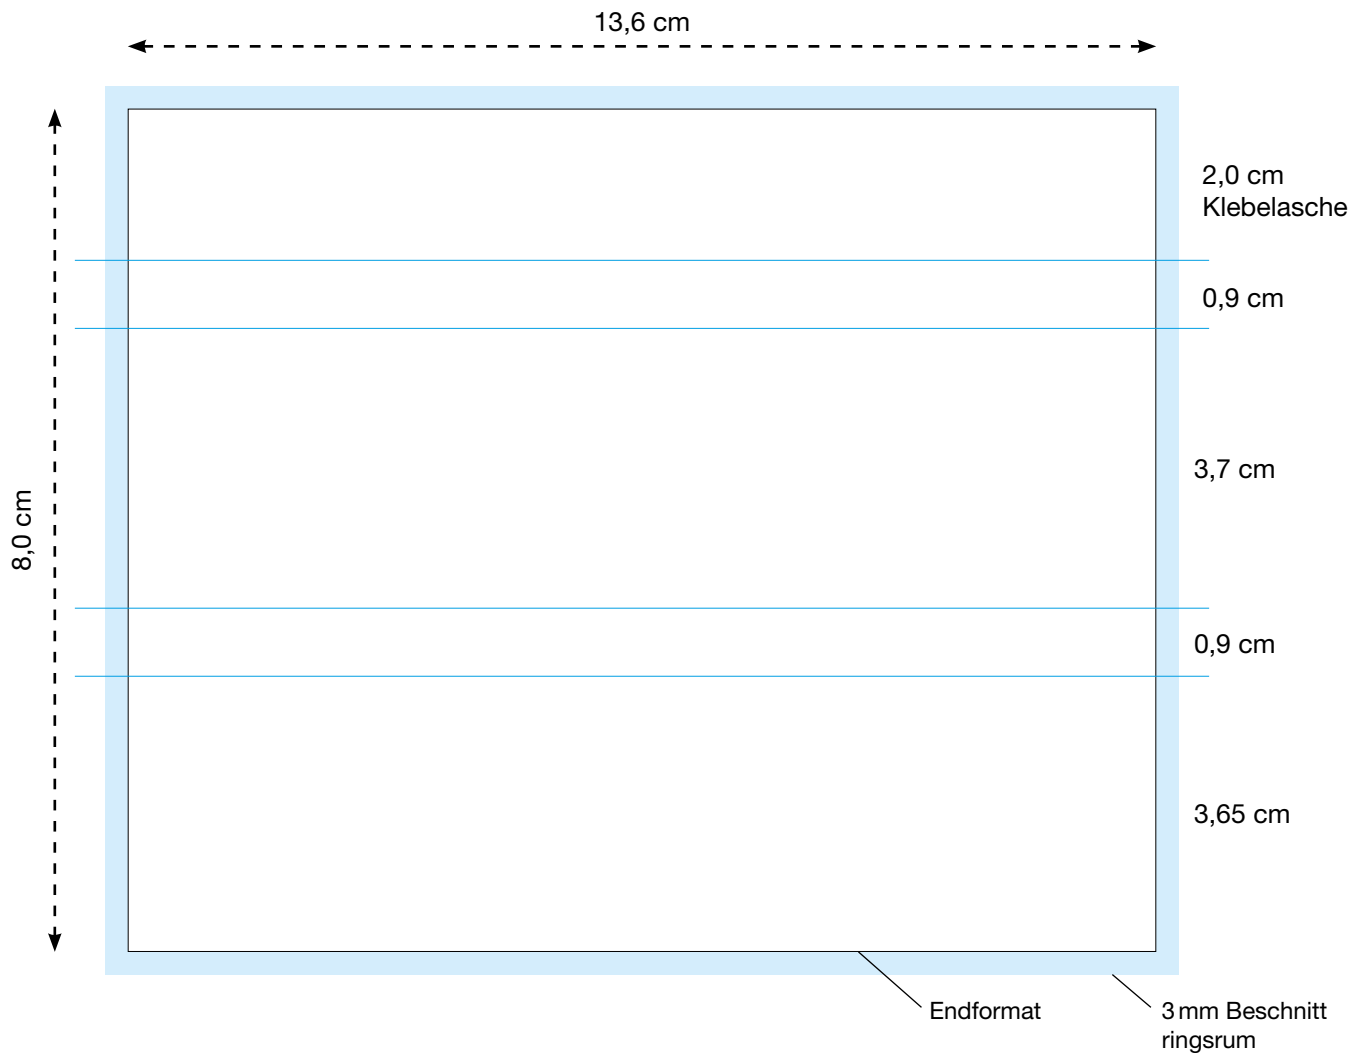 13,6 cm
2,0 cm
Klebelasche
0,9 cm
3,7 cm
8,0 cm
0,9 cm
3,65 cm
Endformat
3 mm Beschnitt
ringsrum